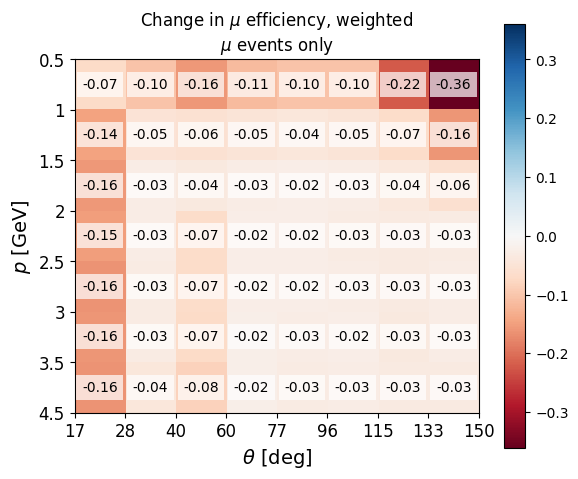 Change in μ efficiency, weighted
μ events only
0.5
-0.07 -0.10 -0.16 -0.11 -0.10 -0.10 -0.22 -0.36
1
-0.14 -0.05 -0.06 -0.05 -0.04 -0.05 -0.07 -0.16
1.5
-0.16 -0.03 -0.04 -0.03 -0.02 -0.03 -0.04 -0.06
2
-0.15 -0.03 -0.07 -0.02 -0.02 -0.03 -0.03 -0.03
2.5
-0.16 -0.03 -0.07 -0.02 -0.02 -0.03 -0.03 -0.03
3
-0.16 -0.03 -0.07 -0.02 -0.03 -0.02 -0.03 -0.03
3.5
-0.16 -0.04 -0.08 -0.02 -0.03 -0.03 -0.03 -0.03
4.5
p [GeV]
17 28 40 60 77 96 115 133 150
θ [deg]
0.3
0.2
0.1
0.0
−0.1
−0.2
−0.3